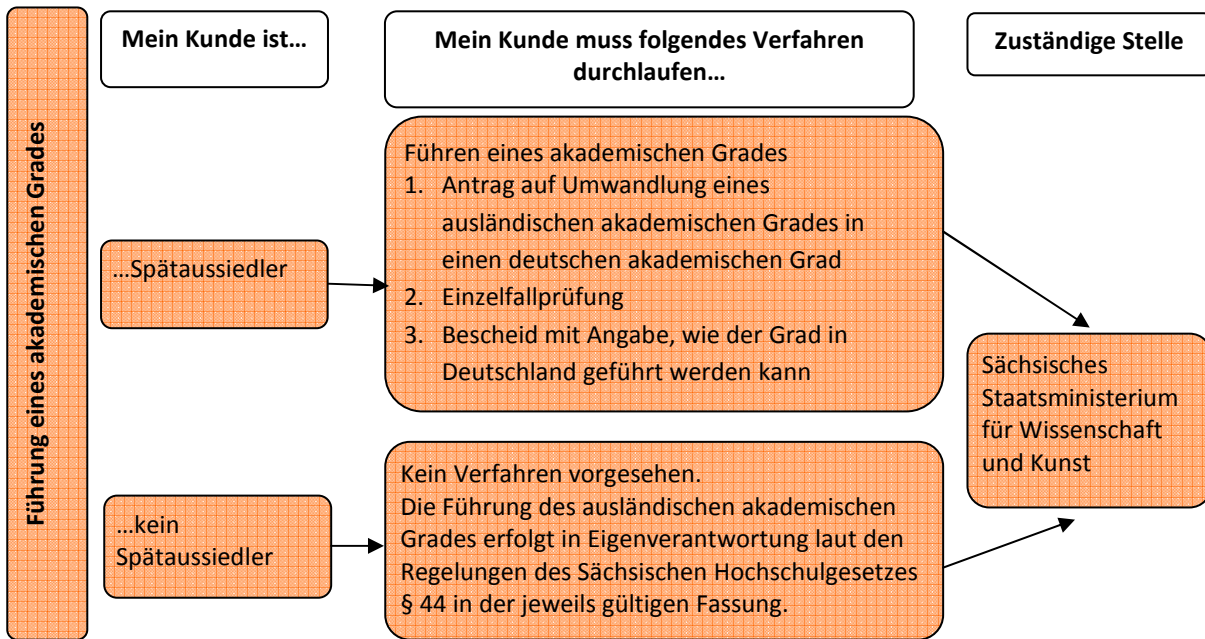 Führung eines akademischen Grades
Mein Kunde ist…
Mein Kunde muss folgendes Verfahren
durchlaufen…
Zuständige Stelle
…Spätaussiedler
Führen eines akademischen Grades
1. Antrag auf Umwandlung eines
ausländischen akademischen Grades in
einen deutschen akademischen Grad
2. Einzelfallprüfung
3. Bescheid mit Angabe, wie der Grad in
Deutschland geführt werden kann
Sächsisches
Staatsministerium
für Wissenschaft
und Kunst
…kein
Spätaussiedler
Kein Verfahren vorgesehen.
Die Führung des ausländischen akademischen
Grades erfolgt in Eigenverantwortung laut den
Regelungen des Sächsischen Hochschulgesetzes
§ 44 in der jeweils gültigen Fassung.